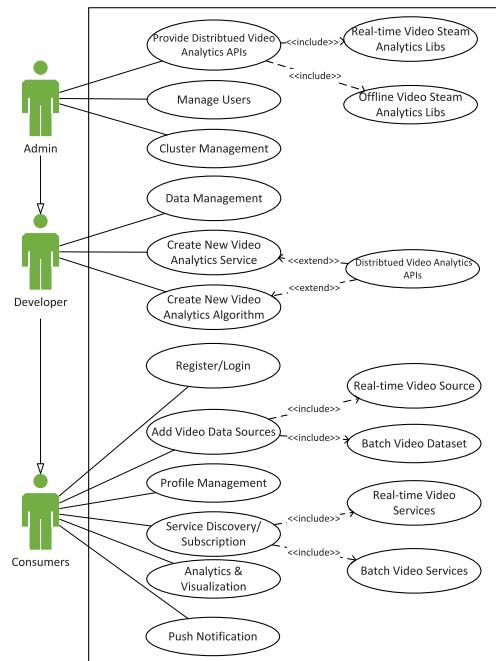 Provide Distribtued Video
Analytics APIs
<<include>>
Real-time Video Steam
Analytics Libs
<<include>>
Manage Users
Offline Video Steam
Analytics Libs
Admin
Cluster Management
Data Management
Create New Video
Analytics Service
<<extend>>
Distribtued Video Analytics
APIs
<<extend>>
Developer
Create New Video
Analytics Algorithm
Register/Login
Real-time Video Source
<<include>>
Add Video Data Sources
<<include>>
Batch Video Dataset
Profile Management
Real-time Video
Services
<<include>>
Service Discovery/
Subscription
<<include>>
Consumers
Analytics &
Visualization
Batch Video Services
Push Notification